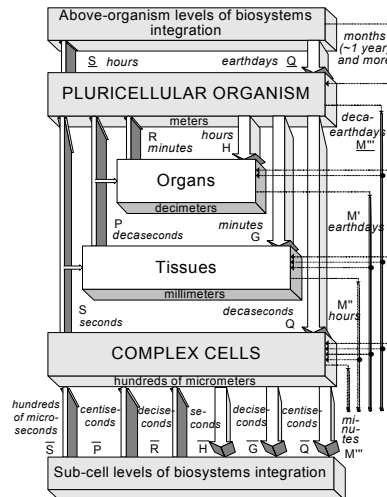 Above-organism levels of biosystems
integration
months
(~1 year)
and more
S hours
earthdays Q
PLURICELLULAR ORGANISM
meters
deca-
earthdays
M'''
R
minutes
hours
H
Organs
decimeters
P
decaseconds
minutes
G
M'
earthdays
Tissues
millimeters
S
seconds
decaseconds
Q
M''
hours
COMPLEX CELLS
hundreds of micrometers
hundreds
of micro-
seconds
S
centise-
conds
P
decise-
conds
R
se-
conds
H
decise-
conds
G
centise-
conds
Q
mi-
nu-
tes
M'''
Sub-cell levels of biosystems integration